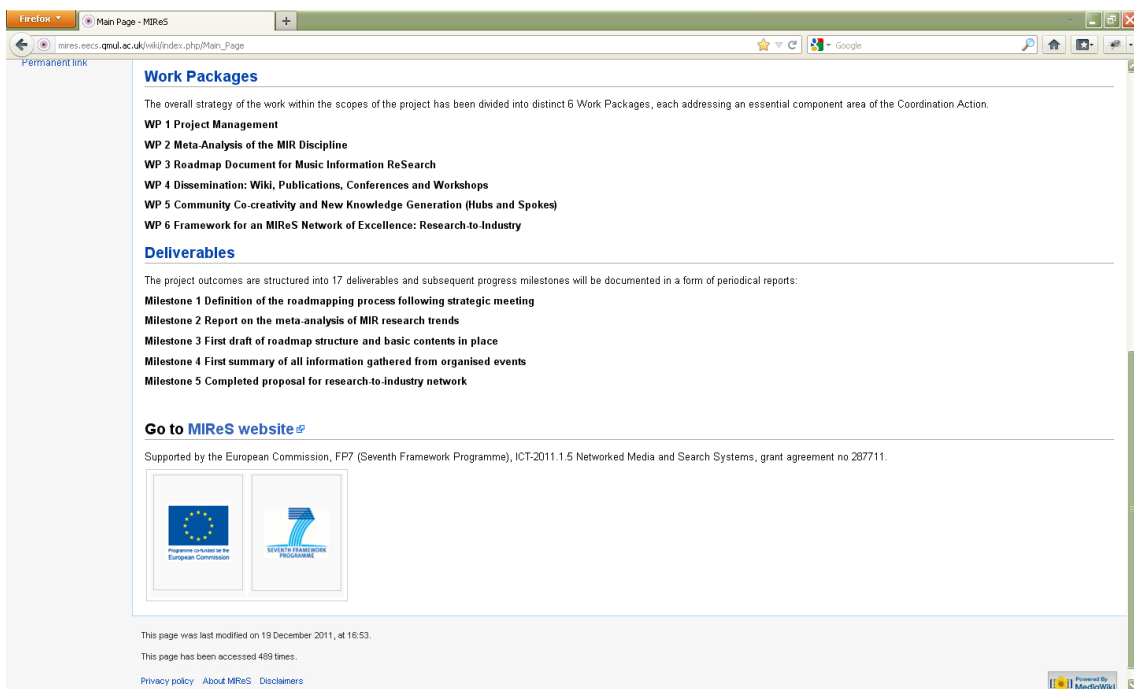 Firefox
Main Page - MIReS
+
mires.eecs.qmul.ac.uk/wiki/index.php/Main_Page
Google
Permanent link
Work Packages
The overall strategy of the work within the scopes of the project has been divided into distinct 6 Work Packages, each addressing an essential component area of the Coordination Action.
WP 1 Project Management
WP 2 Meta-Analysis of the MIR Discipline
WP 3 Roadmap Document for Music Information ReSearch
WP 4 Dissemination: Wiki, Publications, Conferences and Workshops
WP 5 Community Co-creativity and New Knowledge Generation (Hubs and Spokes)
WP 6 Framework for an MIReS Network of Excellence: Research-to-Industry
Deliverables
The project outcomes are structured into 17 deliverables and subsequent progress milestones will be documented in a form of periodical reports:
Milestone 1 Definition of the roadmapping process following strategic meeting
Milestone 2 Report on the meta-analysis of MIR research trends
Milestone 3 First draft of roadmap structure and basic contents in place
Milestone 4 First summary of all information gathered from organised events
Milestone 5 Completed proposal for research-to-industry network
Go to MIReS website
Supported by the European Commission, FP7 (Seventh Framework Programme), ICT-2011.1.5 Networked Media and Search Systems, grant agreement no 287711.
Programme co-funded by the
European Commission
SEVENTH FRAMEWORK
PROGRAMME
This page was last modified on 19 December 2011, at 16:53.
This page has been accessed 489 times.
Privacy policy About MIReS Disclaimers
Powered By
MediaWiki